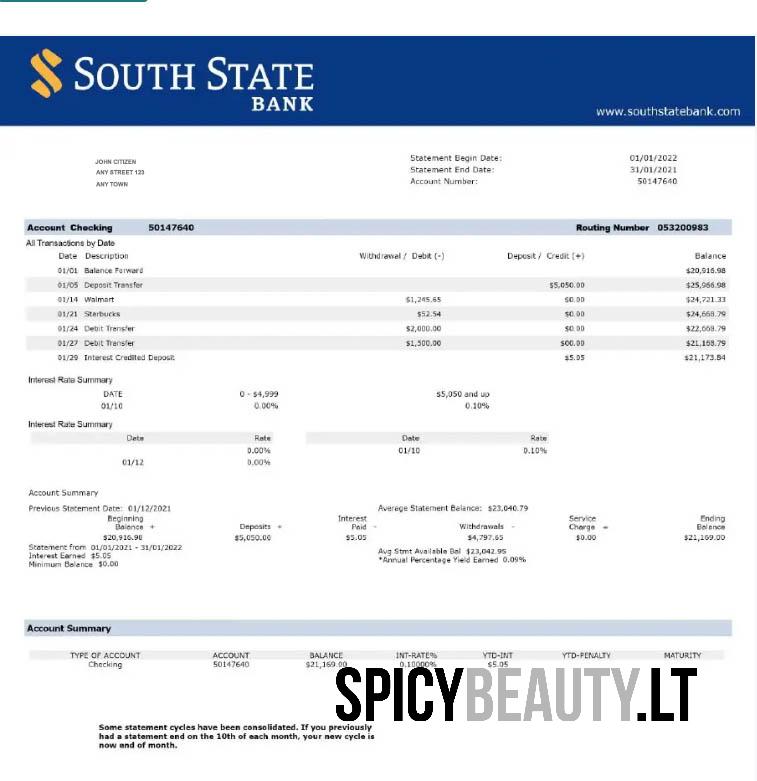 SOUTH STATE
BANK
www.southstatebank.com
JOHN CITIZEN
ANY STREET 123
ANY TOWN
Statement Begin Date: 01/01/2022
Statement End Date: 31/01/2021
Account Number: 50147640
Account Checking 50147640 Routing Number 053200983
All Transactions by Date
Date Description Withdrawal / Debit (-) Deposit / Credit (+) Balance
01/01 Balance Forward $20,916.98
01/05 Deposit Transfer $5,050.00 $25,966.98
01/14 Walmart $1,245.65 $0.00 $24,721.33
01/21 Starbucks $52.54 $0.00 $24,668.79
01/24 Debit Transfer $2,000.00 $0.00 $22,668.79
01/27 Debit Transfer $1,500.00 $00.00 $21,168.79
01/29 Interest Credited Deposit $5.05 $21,173.84
Interest Rate Summary
DATE 0 - $4,999 $5,050 and up
01/10 0.00% 0.10%
Interest Rate Summary
Date Rate Date Rate
0.00% 01/10 0.10%
01/12 0.00%
Account Summary
Previous Statement Date: 01/12/2021 Average Statement Balance: $23,040.79
Beginning Interest Service Ending
Balance + Deposits + Paid - Withdrawals - Charge = Balance
$20,916.98 $5,050.00 $5.05 $4,797.65 $0.00 $21,169.00
Statement from 01/01/2021 - 31/01/2022
Interest Earned $5.05
Minimum Balance $0.00
Avg Stmt Available Bal $23,042.95
*Annual Percentage Yield Earned 0.09%
Account Summary
TYPE OF ACCOUNT ACCOUNT BALANCE INT-RATE% YTD-INT YTD-PENALTY MATURITY
Checking 50147640 $21,169.00 0.10000% $5.05
SPICYBEAUTY.LT
Some statement cycles have been consolidated. If you previously
had a statement end on the 10th of each month, your new cycle is
now end of month.